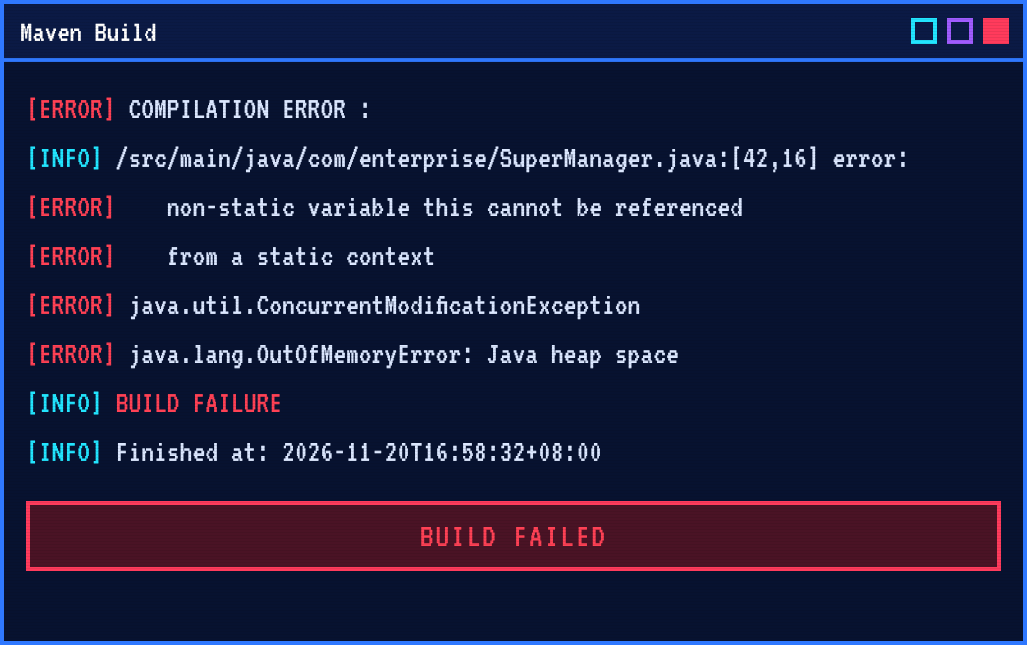 Maven Build
[ERROR] COMPILATION ERROR :
[INFO] /src/main/java/com/enterprise/SuperManager.java:[42,16] error:
[ERROR]    non-static variable this cannot be referenced
[ERROR]    from a static context
[ERROR] java.util.ConcurrentModificationException
[ERROR] java.lang.OutOfMemoryError: Java heap space
[INFO] BUILD FAILURE
[INFO] Finished at: 2026-11-20T16:58:32+08:00
BUILD FAILED